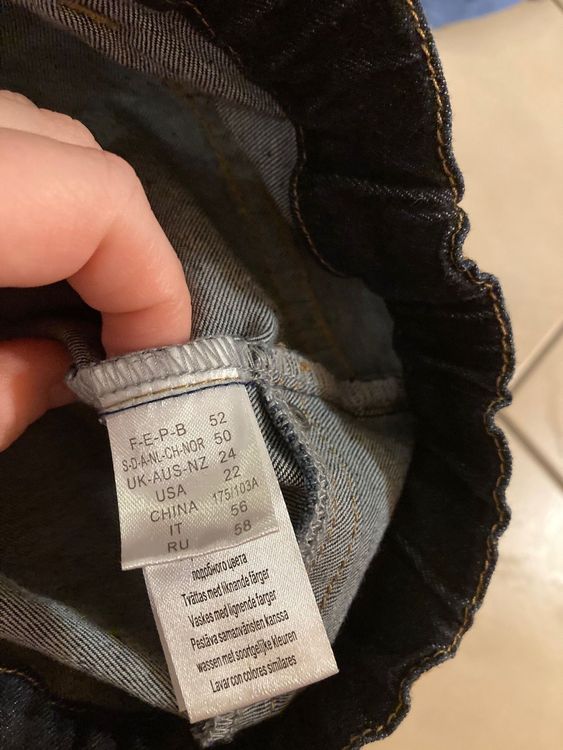 F-E-P-B 52
S-D-A-NL-CH-NOR 50
UK-AUS-NZ 24
USA 22
CHINA 175/103A
IT 56
RU 58
подобного цвета
Tvättas med liknande färger
Vaskes med lignende farger
Pestävä samanvänsten kanssa
wassen met soortgelijke kleuren
Lavar con colores similares